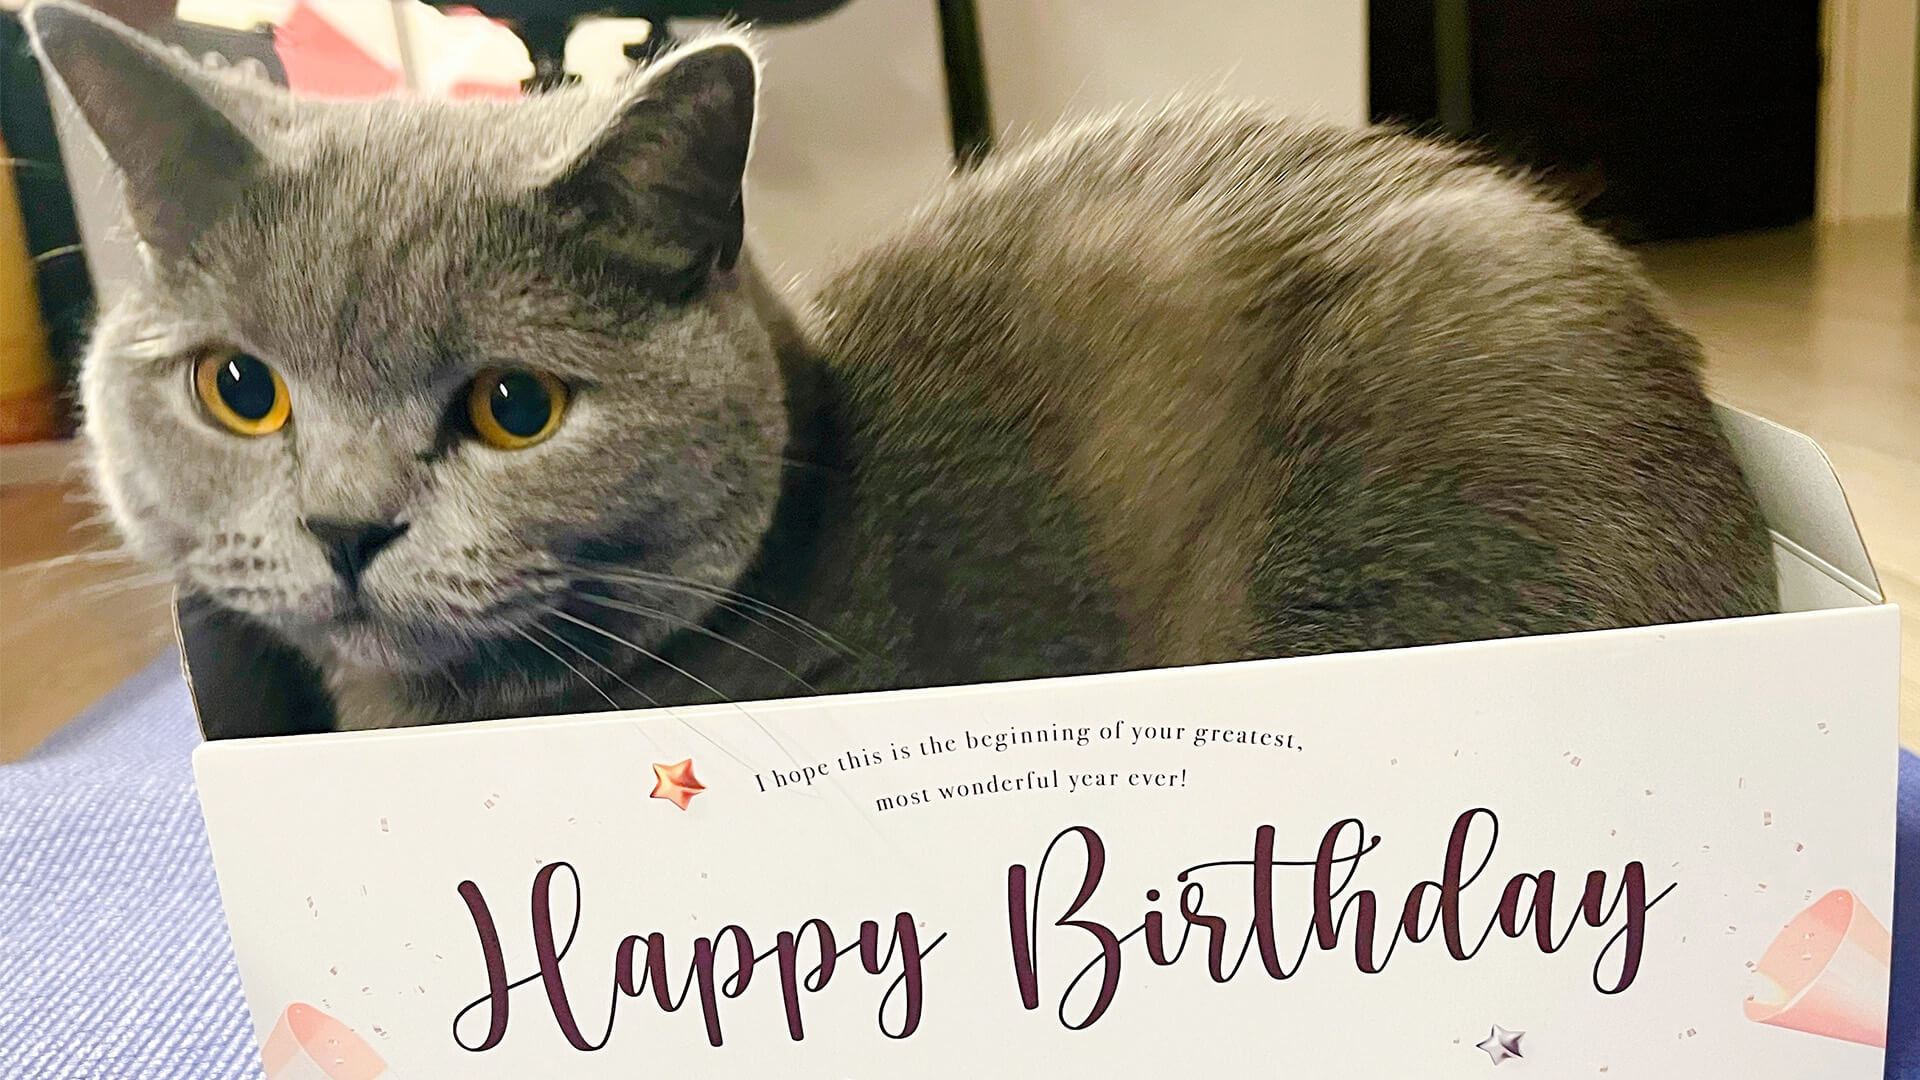 I hope this is the beginning of your greatest,
most wonderful year ever!
Happy Birthday